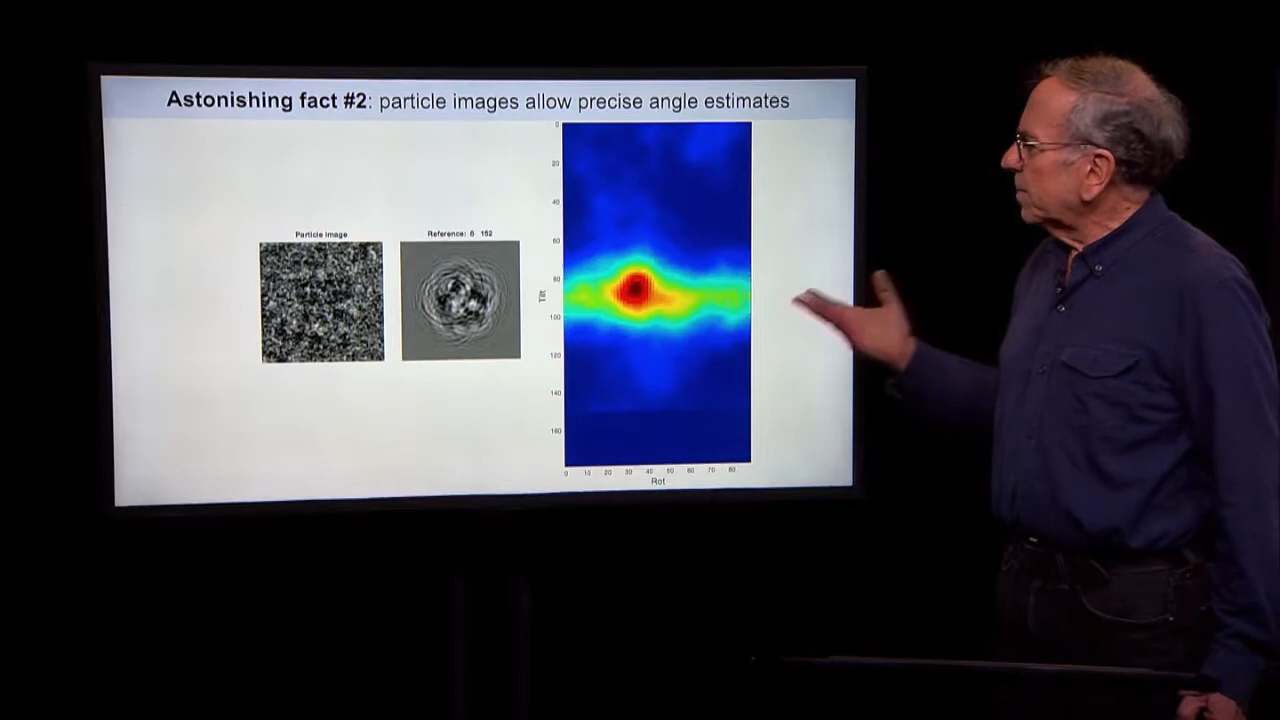 Astonishing fact #2: particle images allow precise angle estimates
Particle image
Reference: 8 152
0
20
40
60
80
100
120
140
160
Tilt
0 10 20 30 40 50 60 70 80
Rot